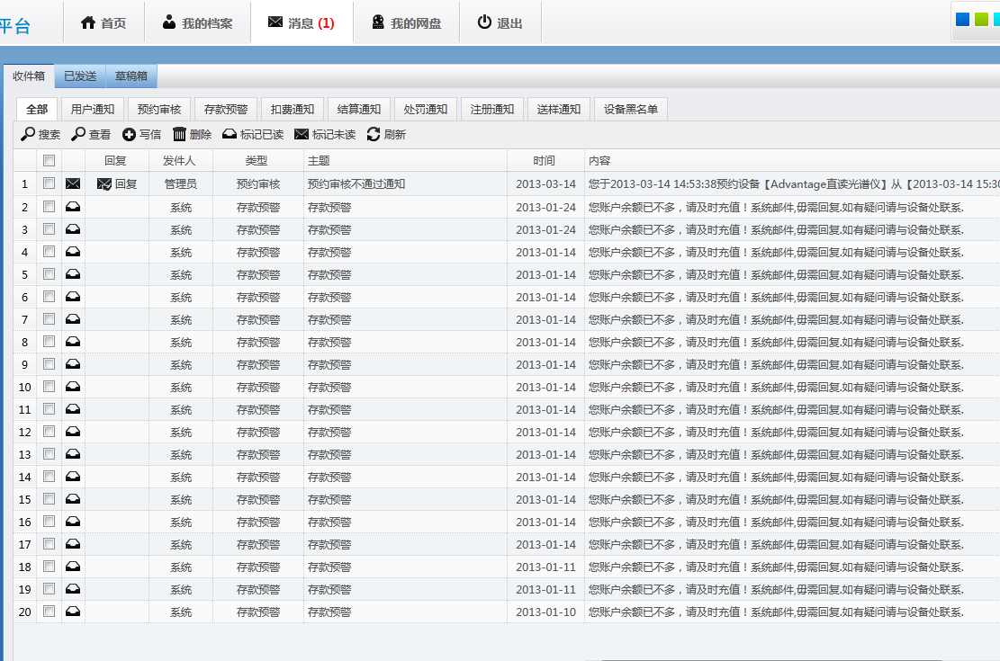 平台 首页 我的档案 消息 (1) 我的网盘 退出
收件箱 已发送 草稿箱
全部 用户通知 预约审核 存款预警 扣费通知 结算通知 处罚通知 注册通知 送样通知 设备黑名单
搜索 查看 写信 删除 标记已读 标记未读 刷新
回复 发件人 类型 主题 时间 内容
1 回复 管理员 预约审核 预约审核不通过通知 2013-03-14 您于2013-03-14 14:53:38预约设备【Advantage直读光谱仪】从【2013-03-14 15:30
2 系统 存款预警 存款预警 2013-01-24 您账户余额已不多，请及时充值！系统邮件,毋需回复.如有疑问请与设备处联系.
3 系统 存款预警 存款预警 2013-01-24 您账户余额已不多，请及时充值！系统邮件,毋需回复.如有疑问请与设备处联系.
4 系统 存款预警 存款预警 2013-01-14 您账户余额已不多，请及时充值！系统邮件,毋需回复.如有疑问请与设备处联系.
5 系统 存款预警 存款预警 2013-01-14 您账户余额已不多，请及时充值！系统邮件,毋需回复.如有疑问请与设备处联系.
6 系统 存款预警 存款预警 2013-01-14 您账户余额已不多，请及时充值！系统邮件,毋需回复.如有疑问请与设备处联系.
7 系统 存款预警 存款预警 2013-01-14 您账户余额已不多，请及时充值！系统邮件,毋需回复.如有疑问请与设备处联系.
8 系统 存款预警 存款预警 2013-01-14 您账户余额已不多，请及时充值！系统邮件,毋需回复.如有疑问请与设备处联系.
9 系统 存款预警 存款预警 2013-01-14 您账户余额已不多，请及时充值！系统邮件,毋需回复.如有疑问请与设备处联系.
10 系统 存款预警 存款预警 2013-01-14 您账户余额已不多，请及时充值！系统邮件,毋需回复.如有疑问请与设备处联系.
11 系统 存款预警 存款预警 2013-01-14 您账户余额已不多，请及时充值！系统邮件,毋需回复.如有疑问请与设备处联系.
12 系统 存款预警 存款预警 2013-01-14 您账户余额已不多，请及时充值！系统邮件,毋需回复.如有疑问请与设备处联系.
13 系统 存款预警 存款预警 2013-01-14 您账户余额已不多，请及时充值！系统邮件,毋需回复.如有疑问请与设备处联系.
14 系统 存款预警 存款预警 2013-01-14 您账户余额已不多，请及时充值！系统邮件,毋需回复.如有疑问请与设备处联系.
15 系统 存款预警 存款预警 2013-01-14 您账户余额已不多，请及时充值！系统邮件,毋需回复.如有疑问请与设备处联系.
16 系统 存款预警 存款预警 2013-01-14 您账户余额已不多，请及时充值！系统邮件,毋需回复.如有疑问请与设备处联系.
17 系统 存款预警 存款预警 2013-01-14 您账户余额已不多，请及时充值！系统邮件,毋需回复.如有疑问请与设备处联系.
18 系统 存款预警 存款预警 2013-01-11 您账户余额已不多，请及时充值！系统邮件,毋需回复.如有疑问请与设备处联系.
19 系统 存款预警 存款预警 2013-01-11 您账户余额已不多，请及时充值！系统邮件,毋需回复.如有疑问请与设备处联系.
20 系统 存款预警 存款预警 2013-01-10 您账户余额已不多，请及时充值！系统邮件,毋需回复.如有疑问请与设备处联系.